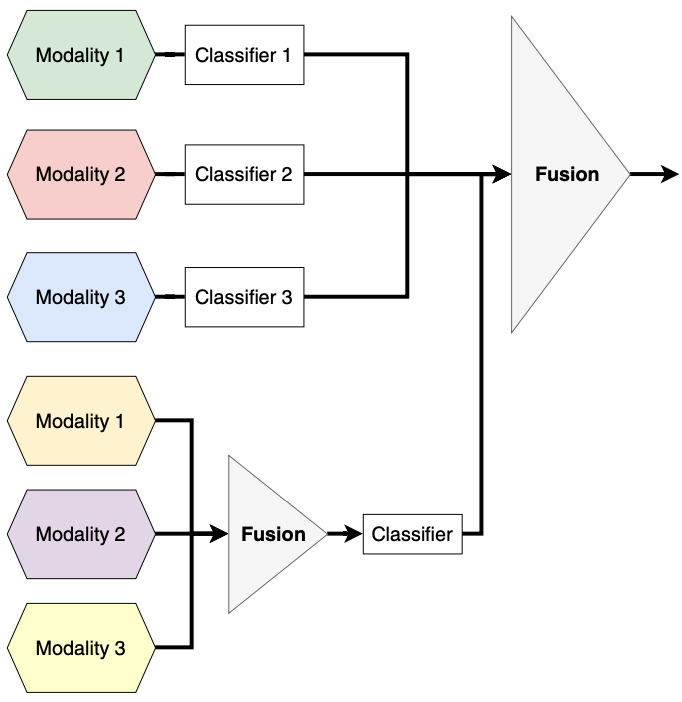 Modality 1
Classifier 1
Modality 2
Classifier 2
Fusion
Modality 3
Classifier 3
Modality 1
Modality 2
Fusion
Classifier
Modality 3